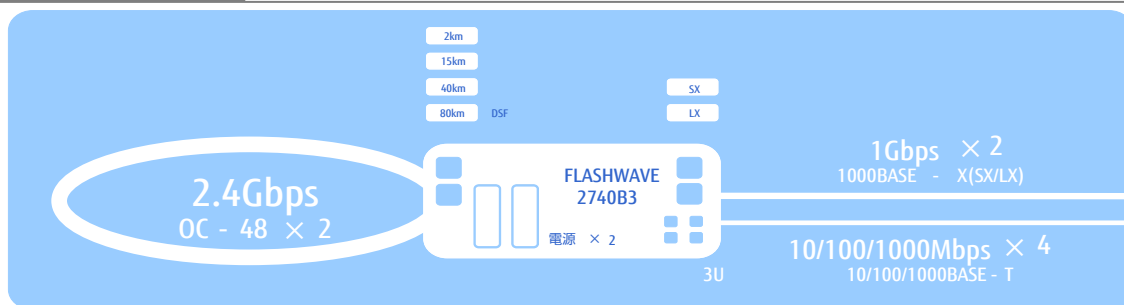 2km
15km
40km
80km DSF
SX
LX
2.4Gbps
OC - 48 × 2
FLASHWAVE
2740B3
電源 × 2
3U
1Gbps × 2
1000BASE - X(SX/LX)
10/100/1000Mbps × 4
10/100/1000BASE - T